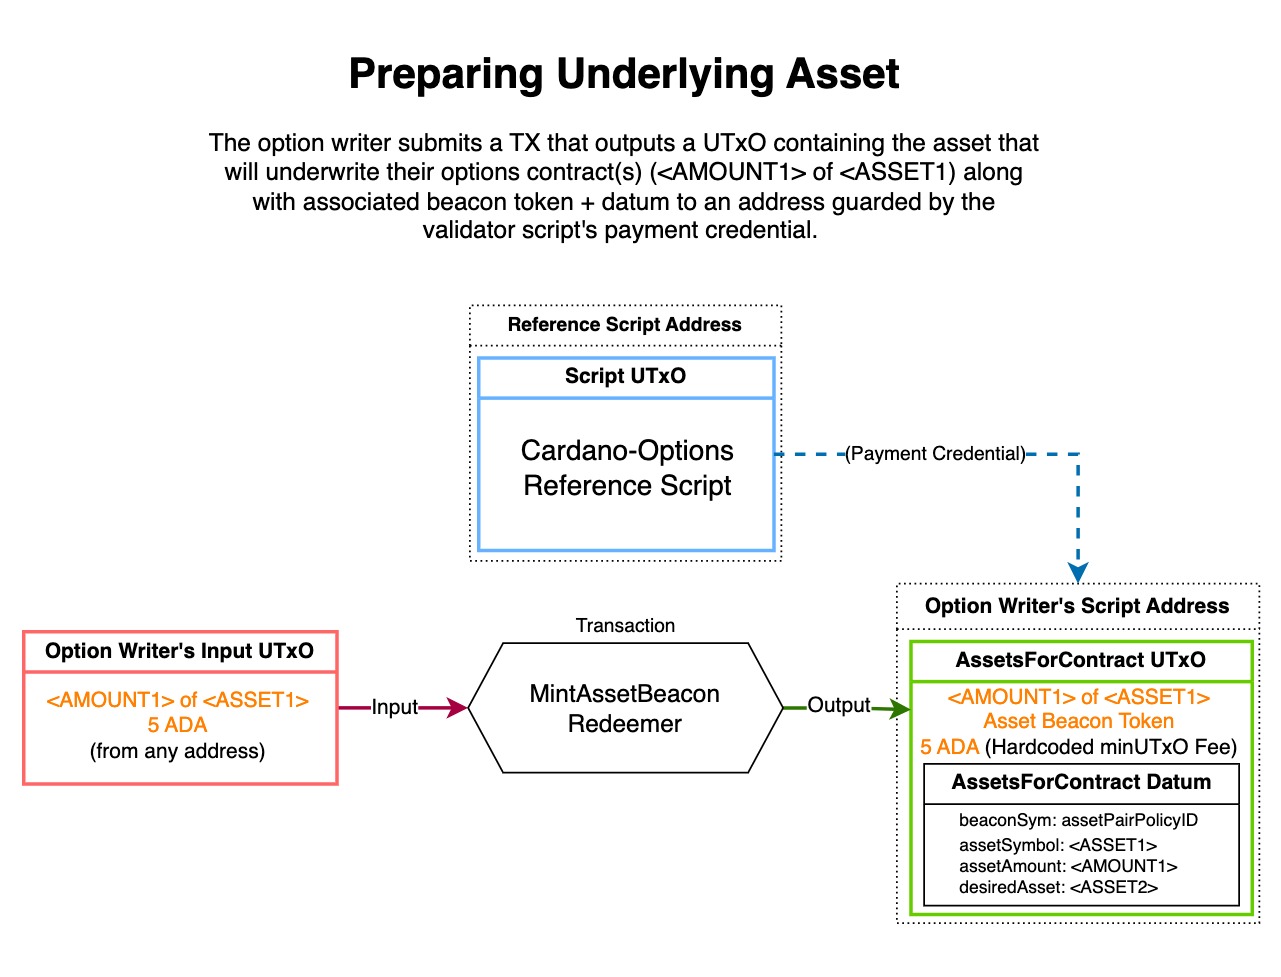 Preparing Underlying Asset
The option writer submits a TX that outputs a UTxO containing the asset that
will underwrite their options contract(s) (<AMOUNT1> of <ASSET1) along
with associated beacon token + datum to an address guarded by the
validator script's payment credential.
Reference Script Address
Script UTxO
Cardano-Options
Reference Script
(Payment Credential)
Option Writer's Input UTxO
<AMOUNT1> of <ASSET1>
5 ADA
(from any address)
Input
Transaction
MintAssetBeacon
Redeemer
Output
Option Writer's Script Address
AssetsForContract UTxO
<AMOUNT1> of <ASSET1>
Asset Beacon Token
5 ADA (Hardcoded minUTxO Fee)
AssetsForContract Datum
beaconSym: assetPairPolicyID
assetSymbol: <ASSET1>
assetAmount: <AMOUNT1>
desiredAsset: <ASSET2>